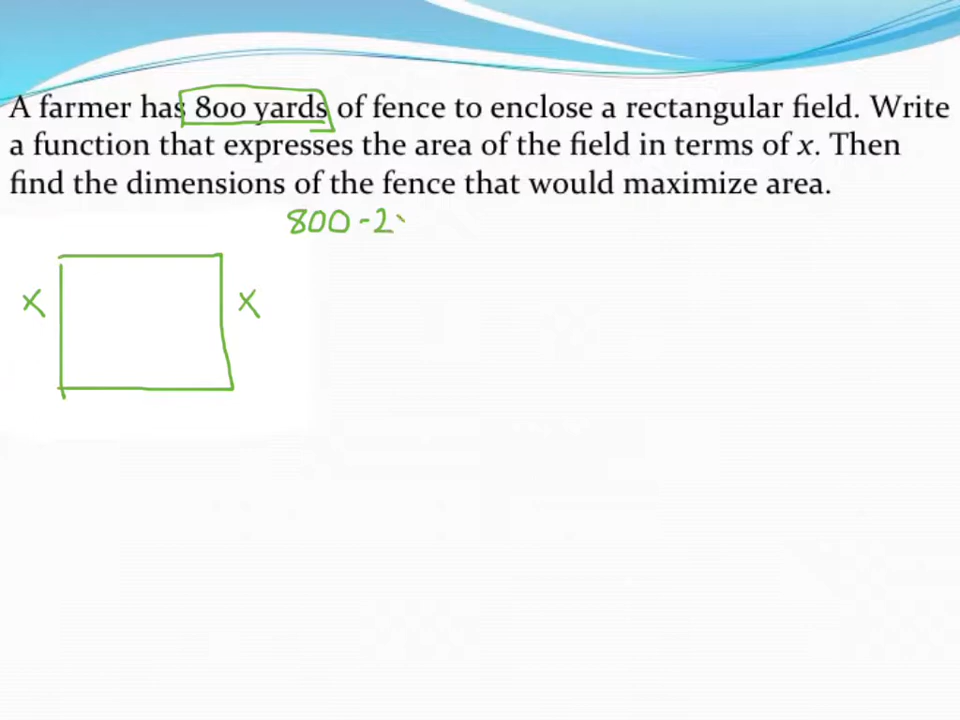 A farmer has 800 yards of fence to enclose a rectangular field. Write
a function that expresses the area of the field in terms of x. Then
find the dimensions of the fence that would maximize area.
800 - 2
x x